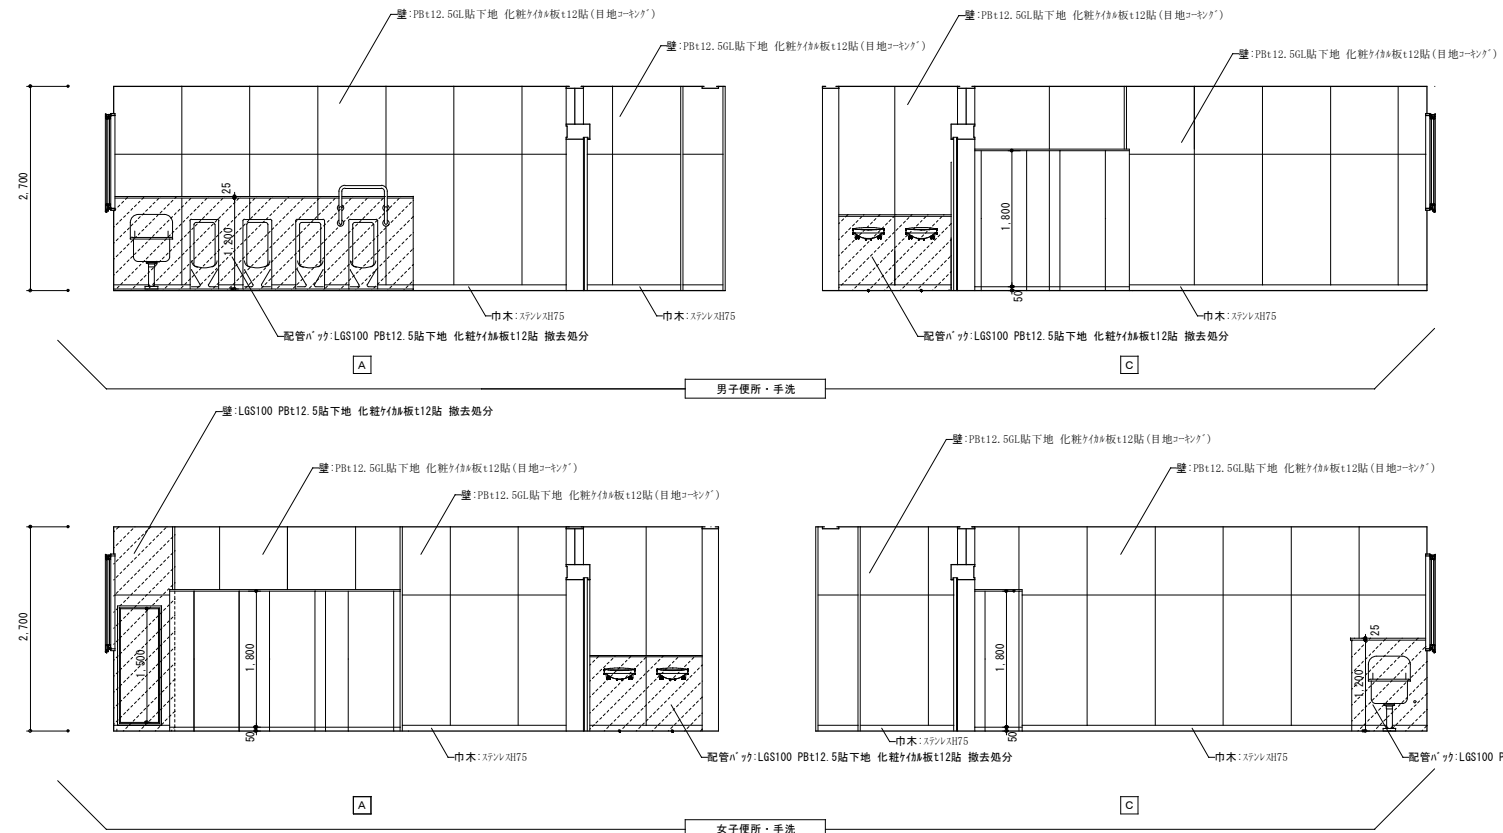 壁:PBt12.5GL貼下地 化粧ケイカル板t12貼(目地コーキング)
壁:PBt12.5GL貼下地 化粧ケイカル板t12貼(目地コーキング)
壁:PBt12.5GL貼下地 化粧ケイカル板t12貼(目地コーキング)
壁:PBt12.5GL貼下地 化粧ケイカル板t12貼(目地コーキング)
2,700
25
1,200
1,800
50
巾木:ステンレスH75
巾木:ステンレスH75
巾木:ステンレスH75
配管バック:LGS100 PBt12.5貼下地 化粧ケイカル板t12貼 撤去処分
配管バック:LGS100 PBt12.5貼下地 化粧ケイカル板t12貼 撤去処分
A
C
男子便所・手洗
壁:LGS100 PBt12.5貼下地 化粧ケイカル板t12貼 撤去処分
壁:PBt12.5GL貼下地 化粧ケイカル板t12貼(目地コーキング)
壁:PBt12.5GL貼下地 化粧ケイカル板t12貼(目地コーキング)
壁:PBt12.5GL貼下地 化粧ケイカル板t12貼(目地コーキング)
壁:PBt12.5GL貼下地 化粧ケイカル板t12貼(目地コーキング)
2,700
1,500
1,800
50
1,800
50
25
1,200
巾木:ステンレスH75
巾木:ステンレスH75
巾木:ステンレスH75
配管バック:LGS100 PBt12.5貼下地 化粧ケイカル板t12貼 撤去処分
配管バック:LGS100 P
A
C
女子便所・手洗